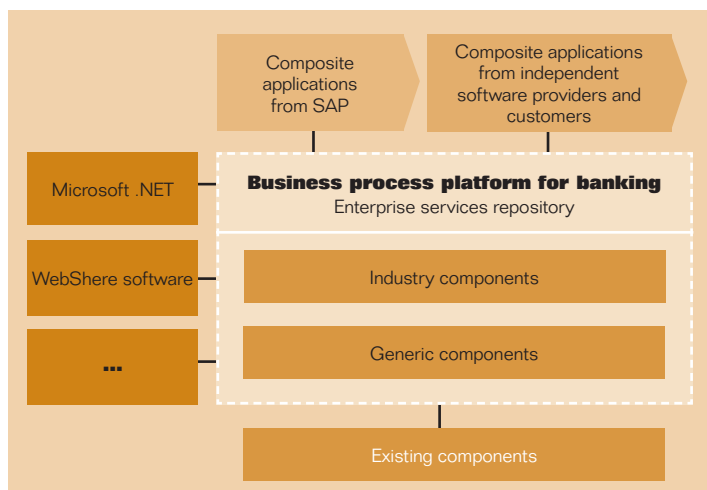 Composite
applications
from SAP
Composite applications
from independent
software providers and
customers
Microsoft .NET
Business process platform for banking
Enterprise services repository
WebShere software
Industry components
...
Generic components
Existing components